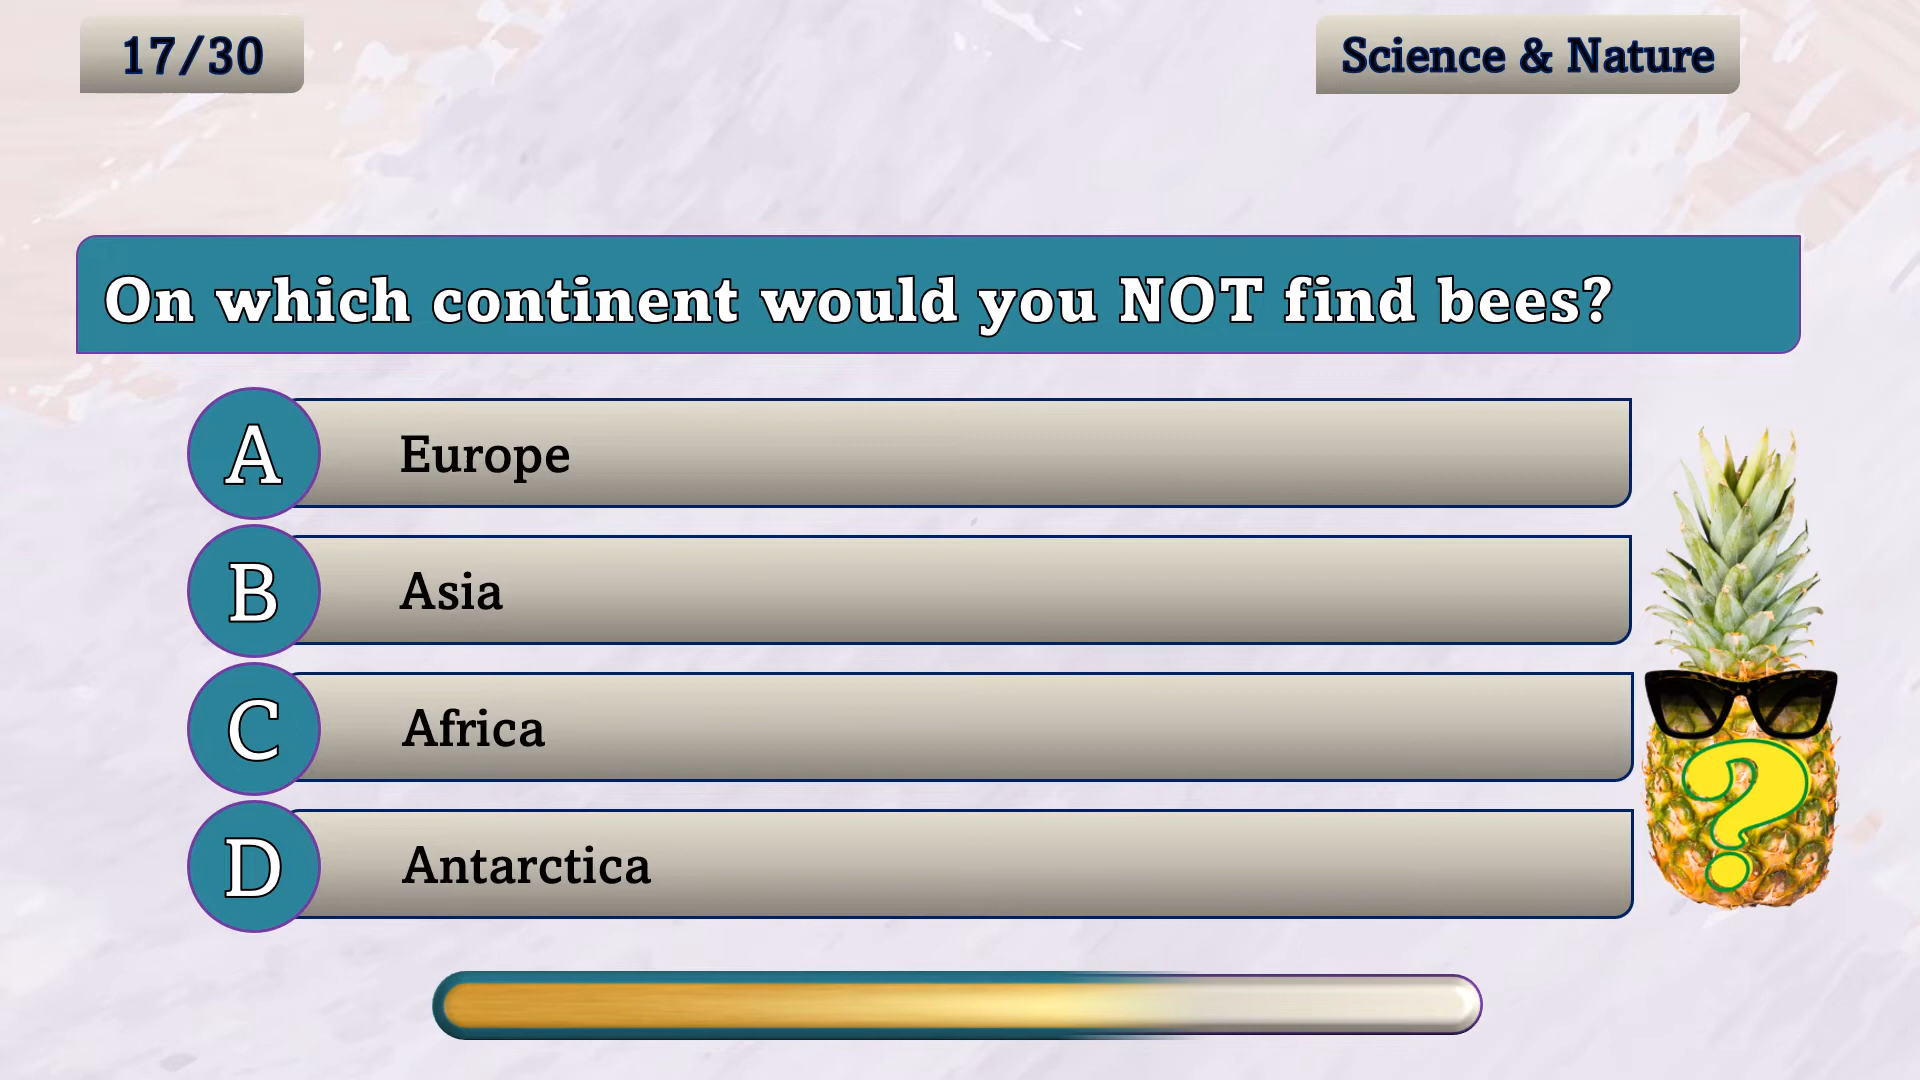 17/30
Science & Nature
On which continent would you NOT find bees?
A Europe
B Asia
C Africa
D Antarctica
?